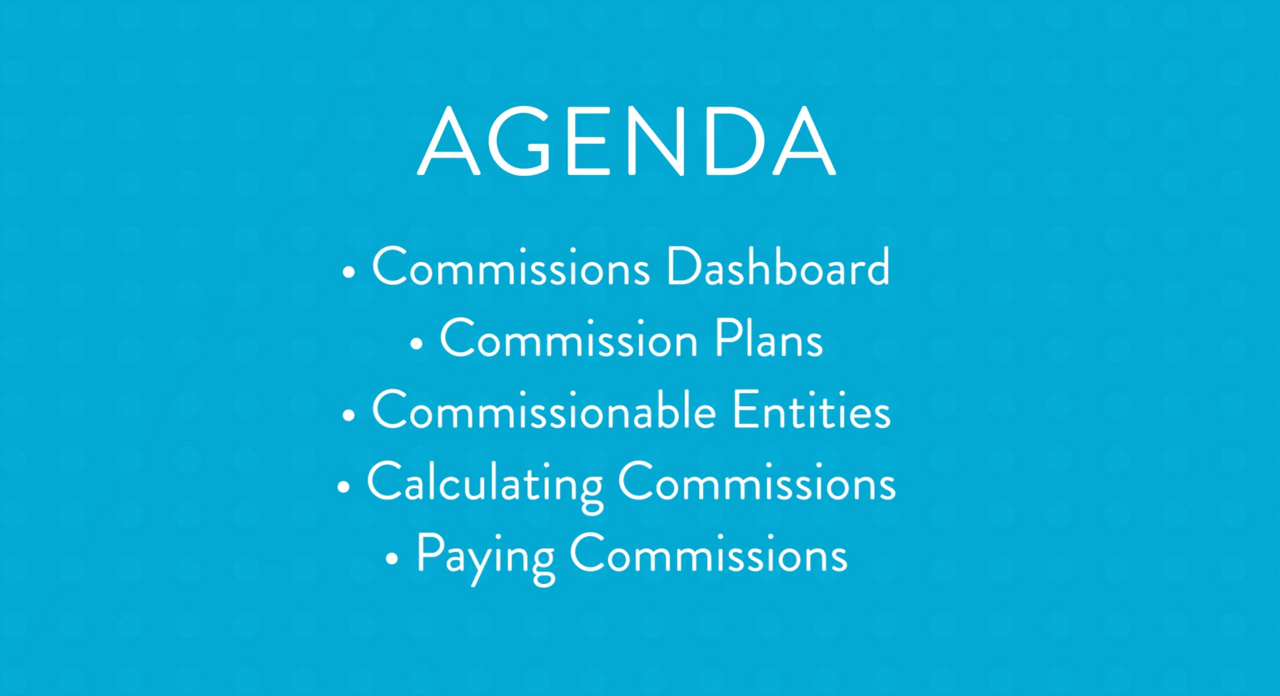 AGENDA
• Commissions Dashboard
• Commission Plans
• Commissionable Entities
• Calculating Commissions
• Paying Commissions